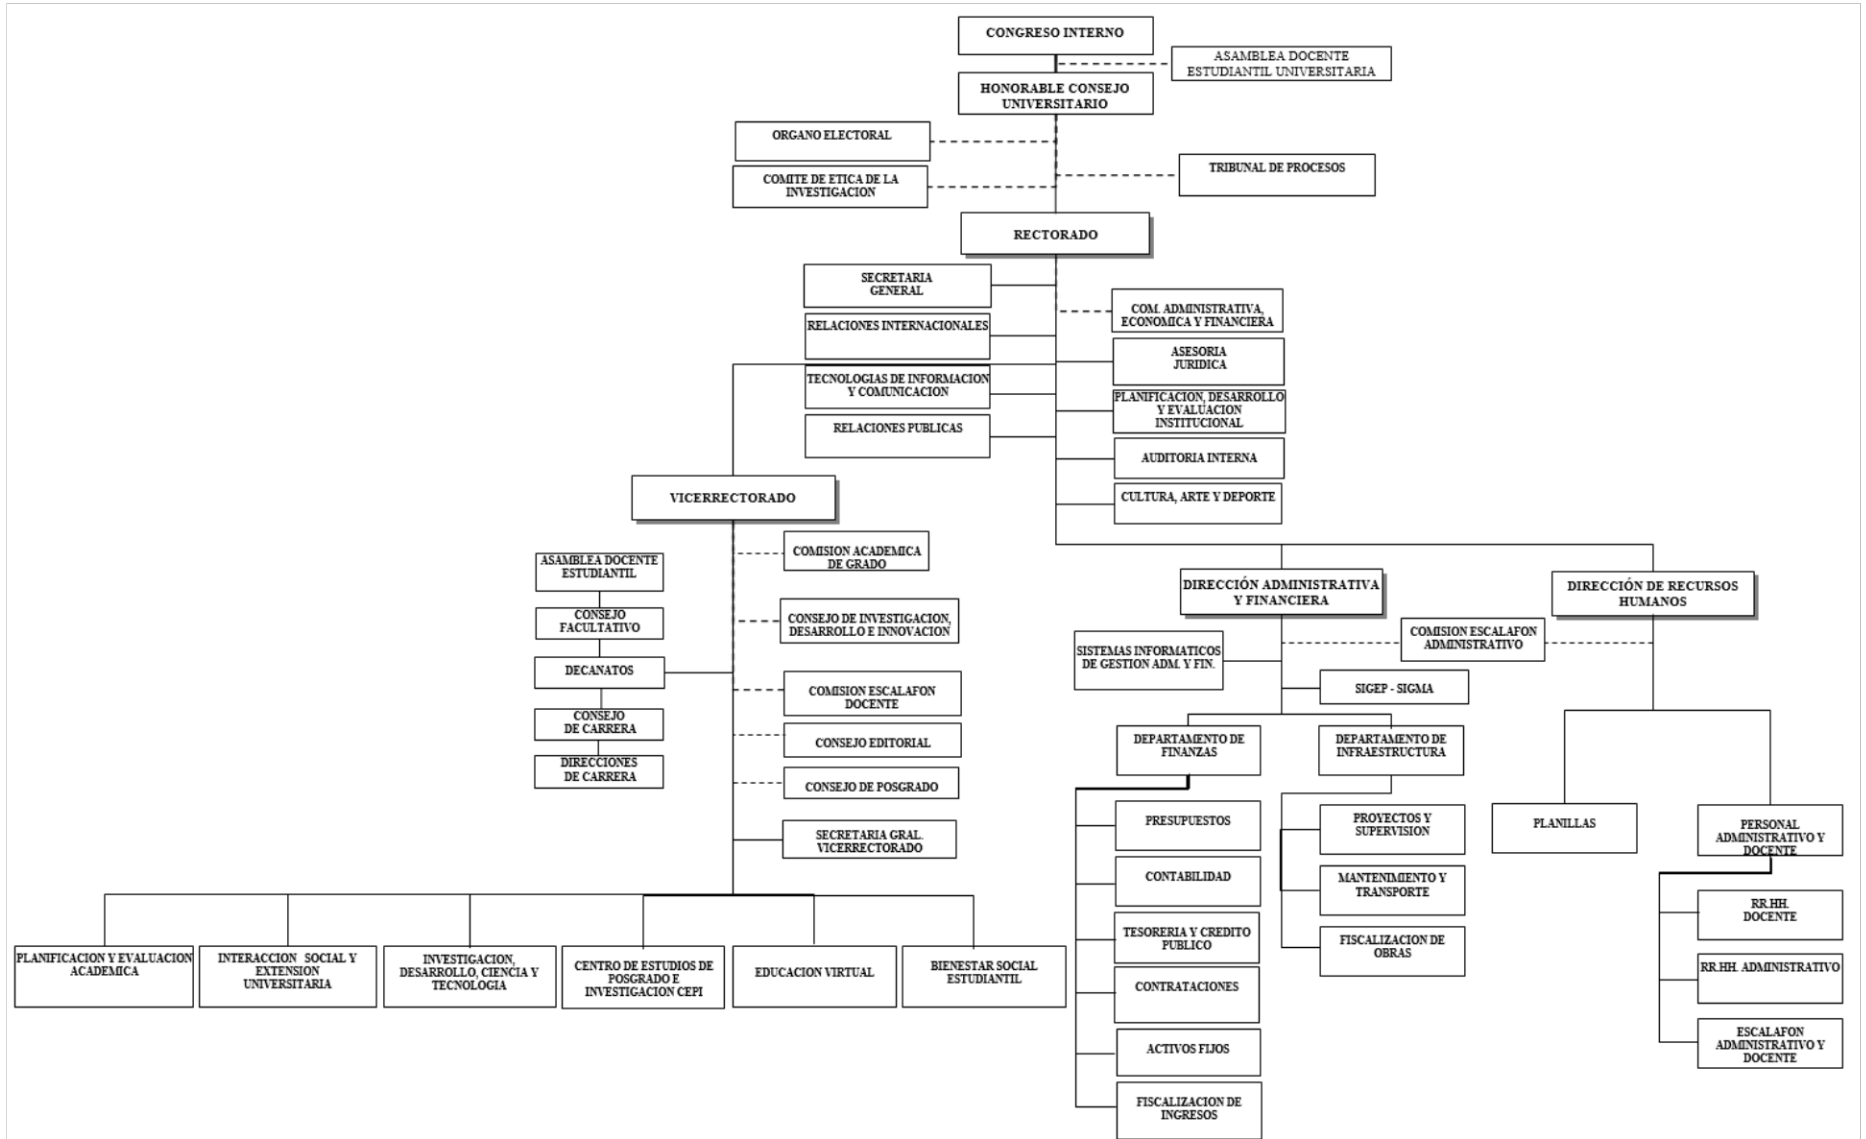 CONGRESO INTERNO
ASAMBLEA DOCENTE
ESTUDIANTIL UNIVERSITARIA
HONORABLE CONSEJO
UNIVERSITARIO
ORGANO ELECTORAL
COMITE DE ETICA DE LA
INVESTIGACION
TRIBUNAL DE PROCESOS
RECTORADO
SECRETARIA
GENERAL
RELACIONES INTERNACIONALES
TECNOLOGIAS DE INFORMACION
Y COMUNICACION
RELACIONES PUBLICAS
COM. ADMINISTRATIVA,
ECONOMICA Y FINANCIERA
ASESORIA
JURIDICA
PLANIFICACION, DESARROLLO
Y EVALUACION
INSTITUCIONAL
AUDITORIA INTERNA
CULTURA, ARTE Y DEPORTE
VICERRECTORADO
ASAMBLEA DOCENTE
ESTUDIANTIL
CONSEJO
FACULTATIVO
DECANATOS
CONSEJO
DE CARRERA
DIRECCIONES
DE CARRERA
COMISION ACADEMICA
DE GRADO
CONSEJO DE INVESTIGACION,
DESARROLLO E INNOVACION
COMISION ESCALAFON
DOCENTE
CONSEJO EDITORIAL
CONSEJO DE POSGRADO
SECRETARIA GRAL.
VICERRECTORADO
PLANIFICACION Y EVALUACION
ACADEMICA
INTERACCION SOCIAL Y
EXTENSION
UNIVERSITARIA
INVESTIGACION,
DESARROLLO, CIENCIA Y
TECNOLOGIA
CENTRO DE ESTUDIOS DE
POSGRADO E
INVESTIGACION CEPI
EDUCACION VIRTUAL
BIENESTAR SOCIAL
ESTUDIANTIL
DIRECCIÓN ADMINISTRATIVA
Y FINANCIERA
DIRECCIÓN DE RECURSOS
HUMANOS
COMISION ESCALAFON
ADMINISTRATIVO
SISTEMAS INFORMATICOS
DE GESTION ADM. Y FIN.
SIGEP - SIGMA
DEPARTAMENTO DE
FINANZAS
DEPARTAMENTO DE
INFRAESTRUCTURA
PRESUPUESTOS
CONTABILIDAD
TESORERIA Y CREDITO
PUBLICO
CONTRATACIONES
ACTIVOS FIJOS
FISCALIZACION DE
INGRESOS
PROYECTOS Y
SUPERVISION
MANTENIMIENTO Y
TRANSPORTE
FISCALIZACION DE
OBRAS
PLANILLAS
PERSONAL
ADMINISTRATIVO Y
DOCENTE
RR.HH.
DOCENTE
RR.HH. ADMINISTRATIVO
ESCALAFON
ADMINISTRATIVO Y
DOCENTE